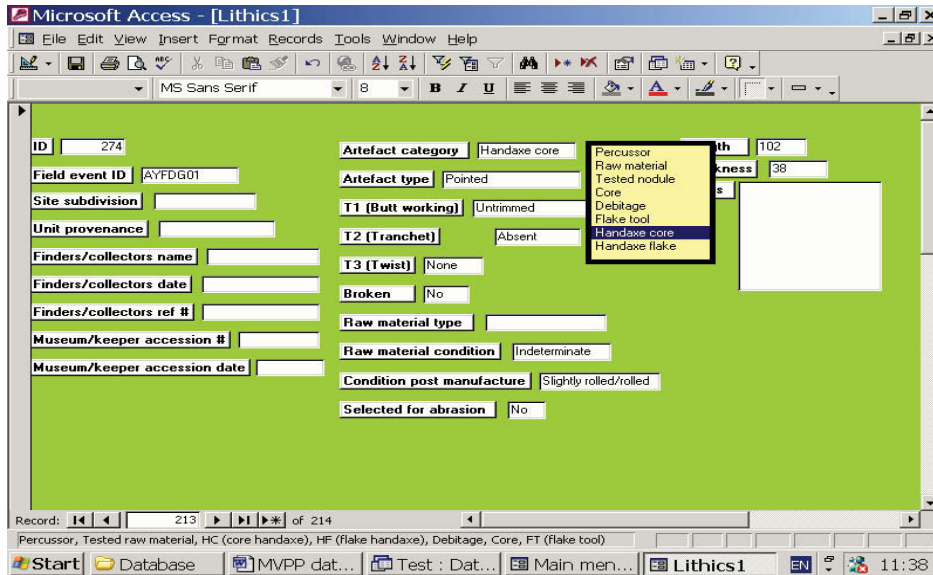 Microsoft Access - [Lithics1]
File Edit View Insert Format Records Tools Window Help
MS Sans Serif 8 B I U
ID 274
Field event ID AYFDG01
Site subdivision
Unit provenance
Finders/collectors name
Finders/collectors date
Finders/collectors ref #
Museum/keeper accession #
Museum/keeper accession date
Artefact category Handaxe core
Artefact type Pointed
T1 (Butt working) Untrimmed
T2 (Tranchet) Absent
T3 (Twist) None
Broken No
Raw material type
Raw material condition Indeterminate
Condition post manufacture Slightly rolled/rolled
Selected for abrasion No
Percussor
Raw material
Tested nodule
Core
Debitage
Flake tool
Handaxe core
Handaxe flake
102
38
Record: 213 of 214
Percussor, Tested raw material, HC (core handaxe), HF (flake handaxe), Debitage, Core, FT (flake tool)
Start Database MVPP dat... Test : Dat... Main men... Lithics1 EN 11:38